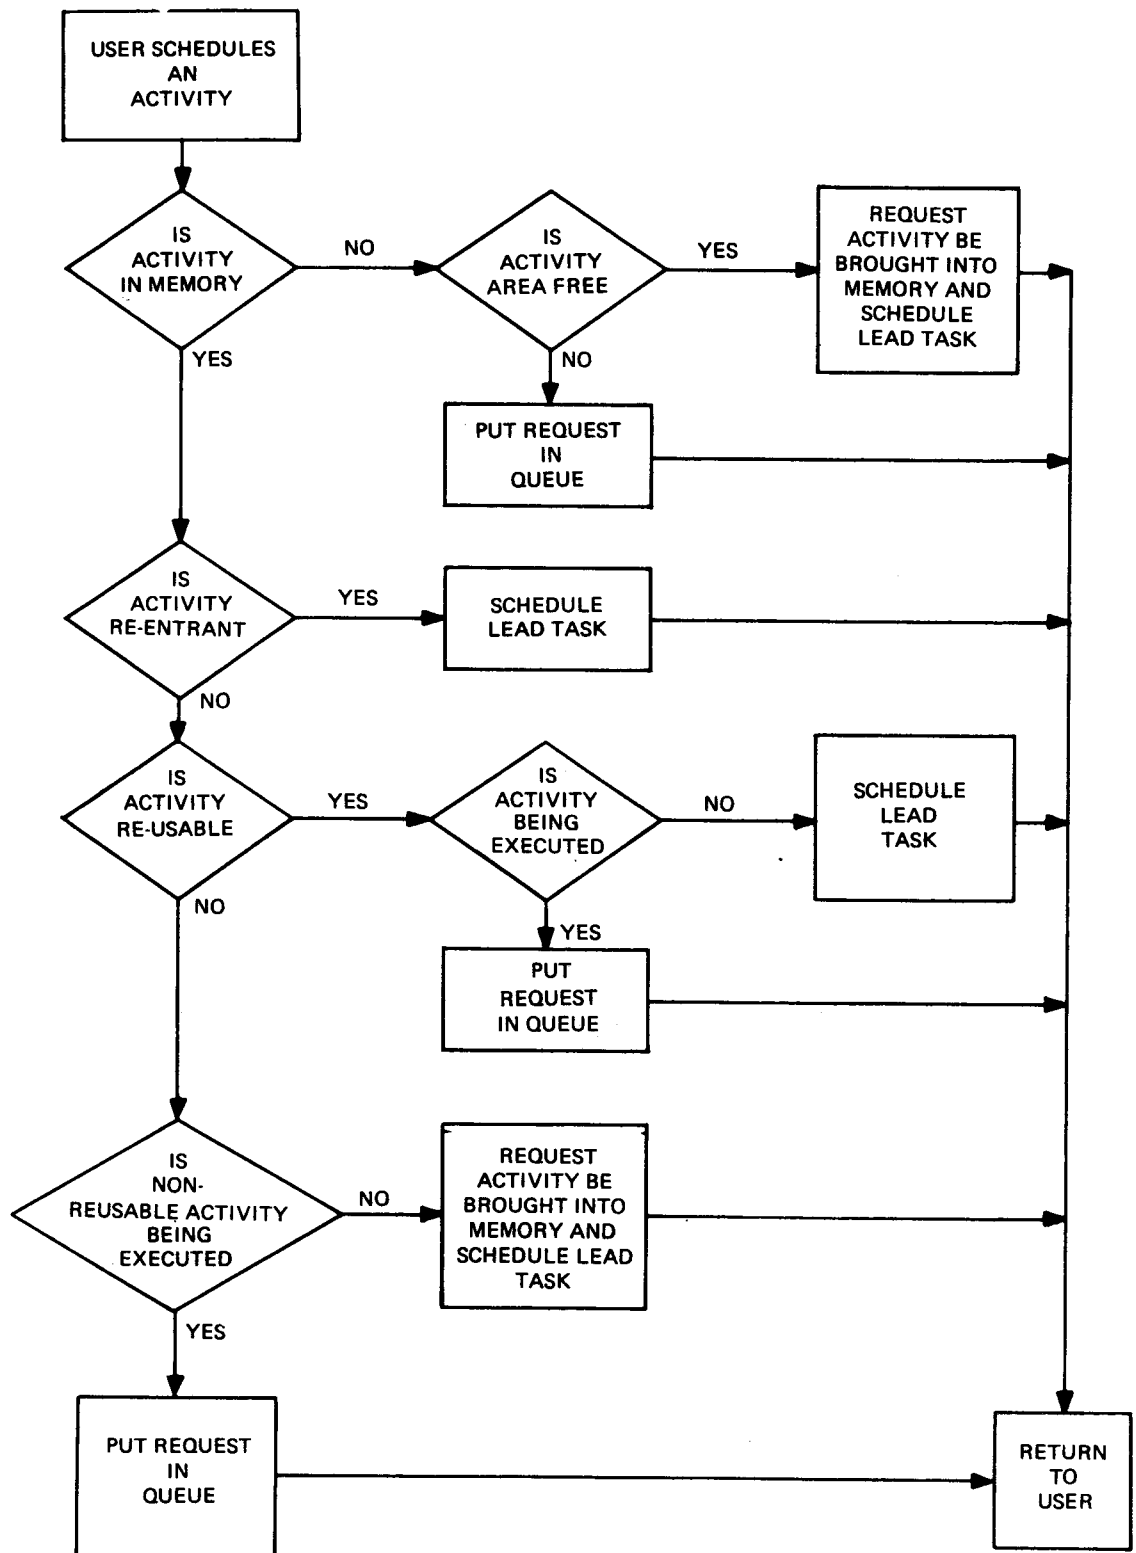 USER SCHEDULES
AN
ACTIVITY
IS
ACTIVITY
IN MEMORY
NO
IS
ACTIVITY
AREA FREE
YES
REQUEST
ACTIVITY BE
BROUGHT INTO
MEMORY AND
SCHEDULE
LEAD TASK
YES
NO
PUT REQUEST
IN
QUEUE
IS
ACTIVITY
RE-ENTRANT
YES
SCHEDULE
LEAD TASK
NO
IS
ACTIVITY
RE-USABLE
YES
IS
ACTIVITY
BEING
EXECUTED
NO
SCHEDULE
LEAD
TASK
NO
YES
PUT
REQUEST
IN QUEUE
IS
NON-
REUSABLE ACTIVITY
BEING
EXECUTED
NO
REQUEST
ACTIVITY BE
BROUGHT INTO
MEMORY AND
SCHEDULE LEAD
TASK
YES
PUT REQUEST
IN
QUEUE
RETURN
TO
USER